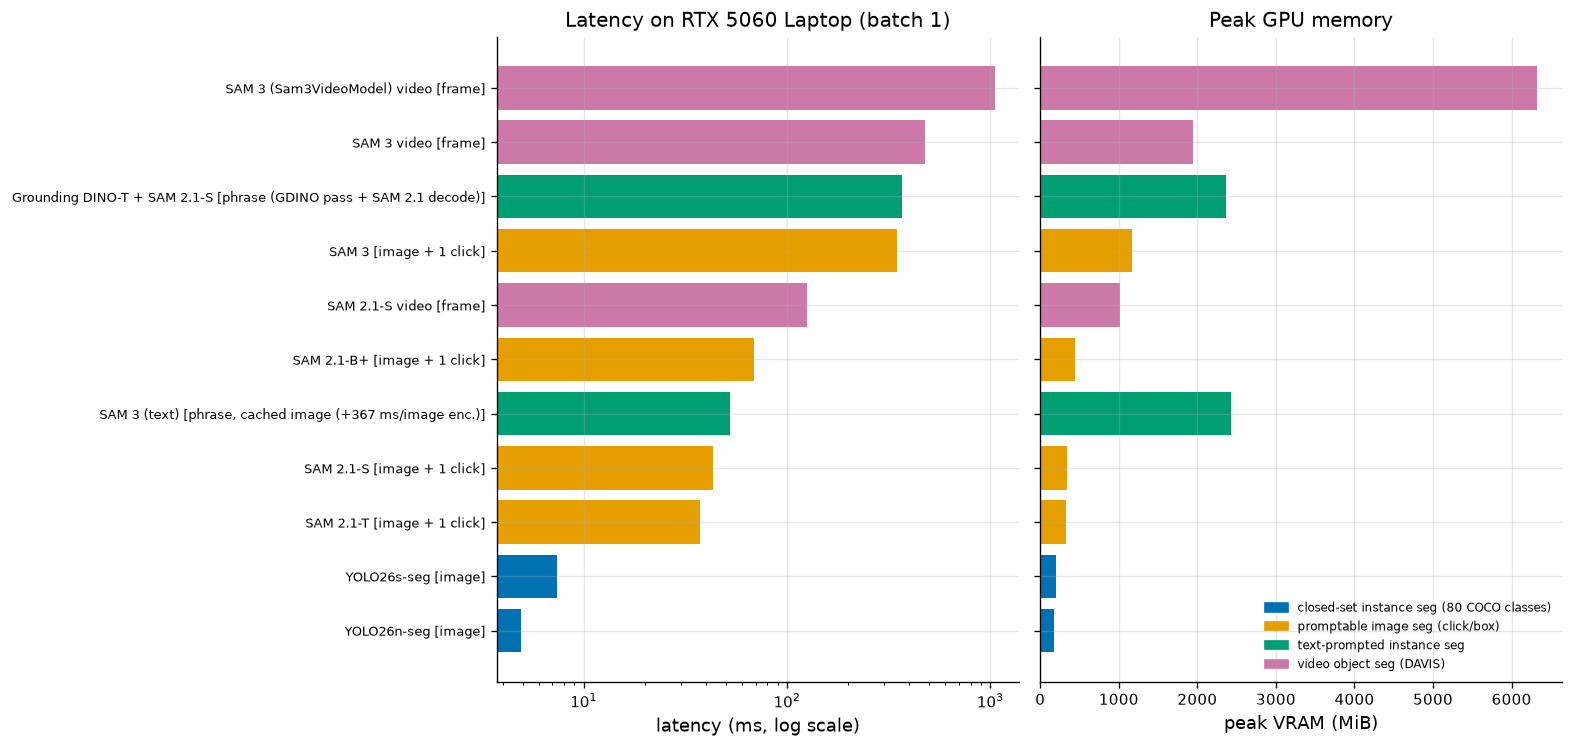 Latency on RTX 5060 Laptop (batch 1)
Peak GPU memory
SAM 3 (Sam3VideoModel) video [frame]
SAM 3 video [frame]
Grounding DINO-T + SAM 2.1-S [phrase (GDINO pass + SAM 2.1 decode)]
SAM 3 [image + 1 click]
SAM 2.1-S video [frame]
SAM 2.1-B+ [image + 1 click]
SAM 3 (text) [phrase, cached image (+367 ms/image enc.)]
SAM 2.1-S [image + 1 click]
SAM 2.1-T [image + 1 click]
YOLO26s-seg [image]
YOLO26n-seg [image]
10¹ 10² 10³
latency (ms, log scale)
closed-set instance seg (80 COCO classes)
promptable image seg (click/box)
text-prompted instance seg
video object seg (DAVIS)
0 1000 2000 3000 4000 5000 6000
peak VRAM (MiB)